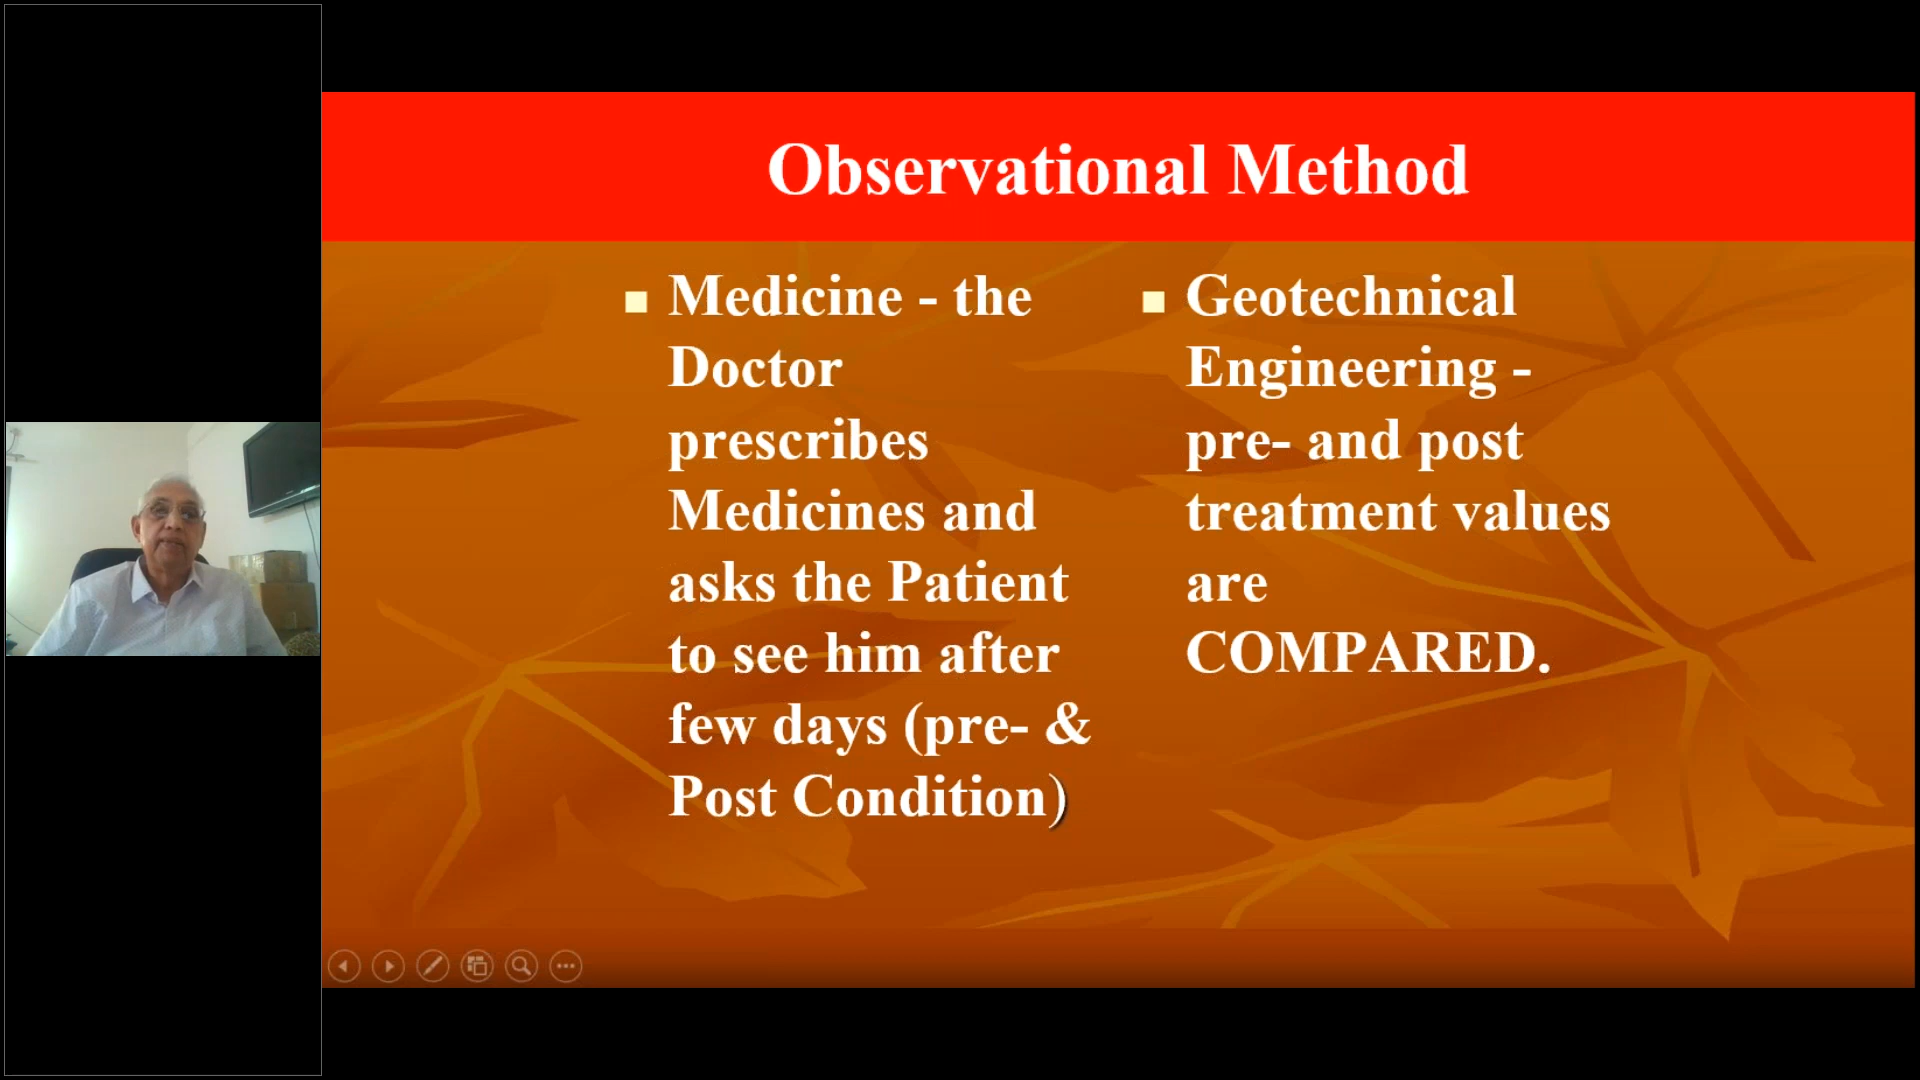 Observational Method
Medicine - the
Doctor
prescribes
Medicines and
asks the Patient
to see him after
few days (pre- &
Post Condition)
Geotechnical
Engineering -
pre- and post
treatment values
are
COMPARED.